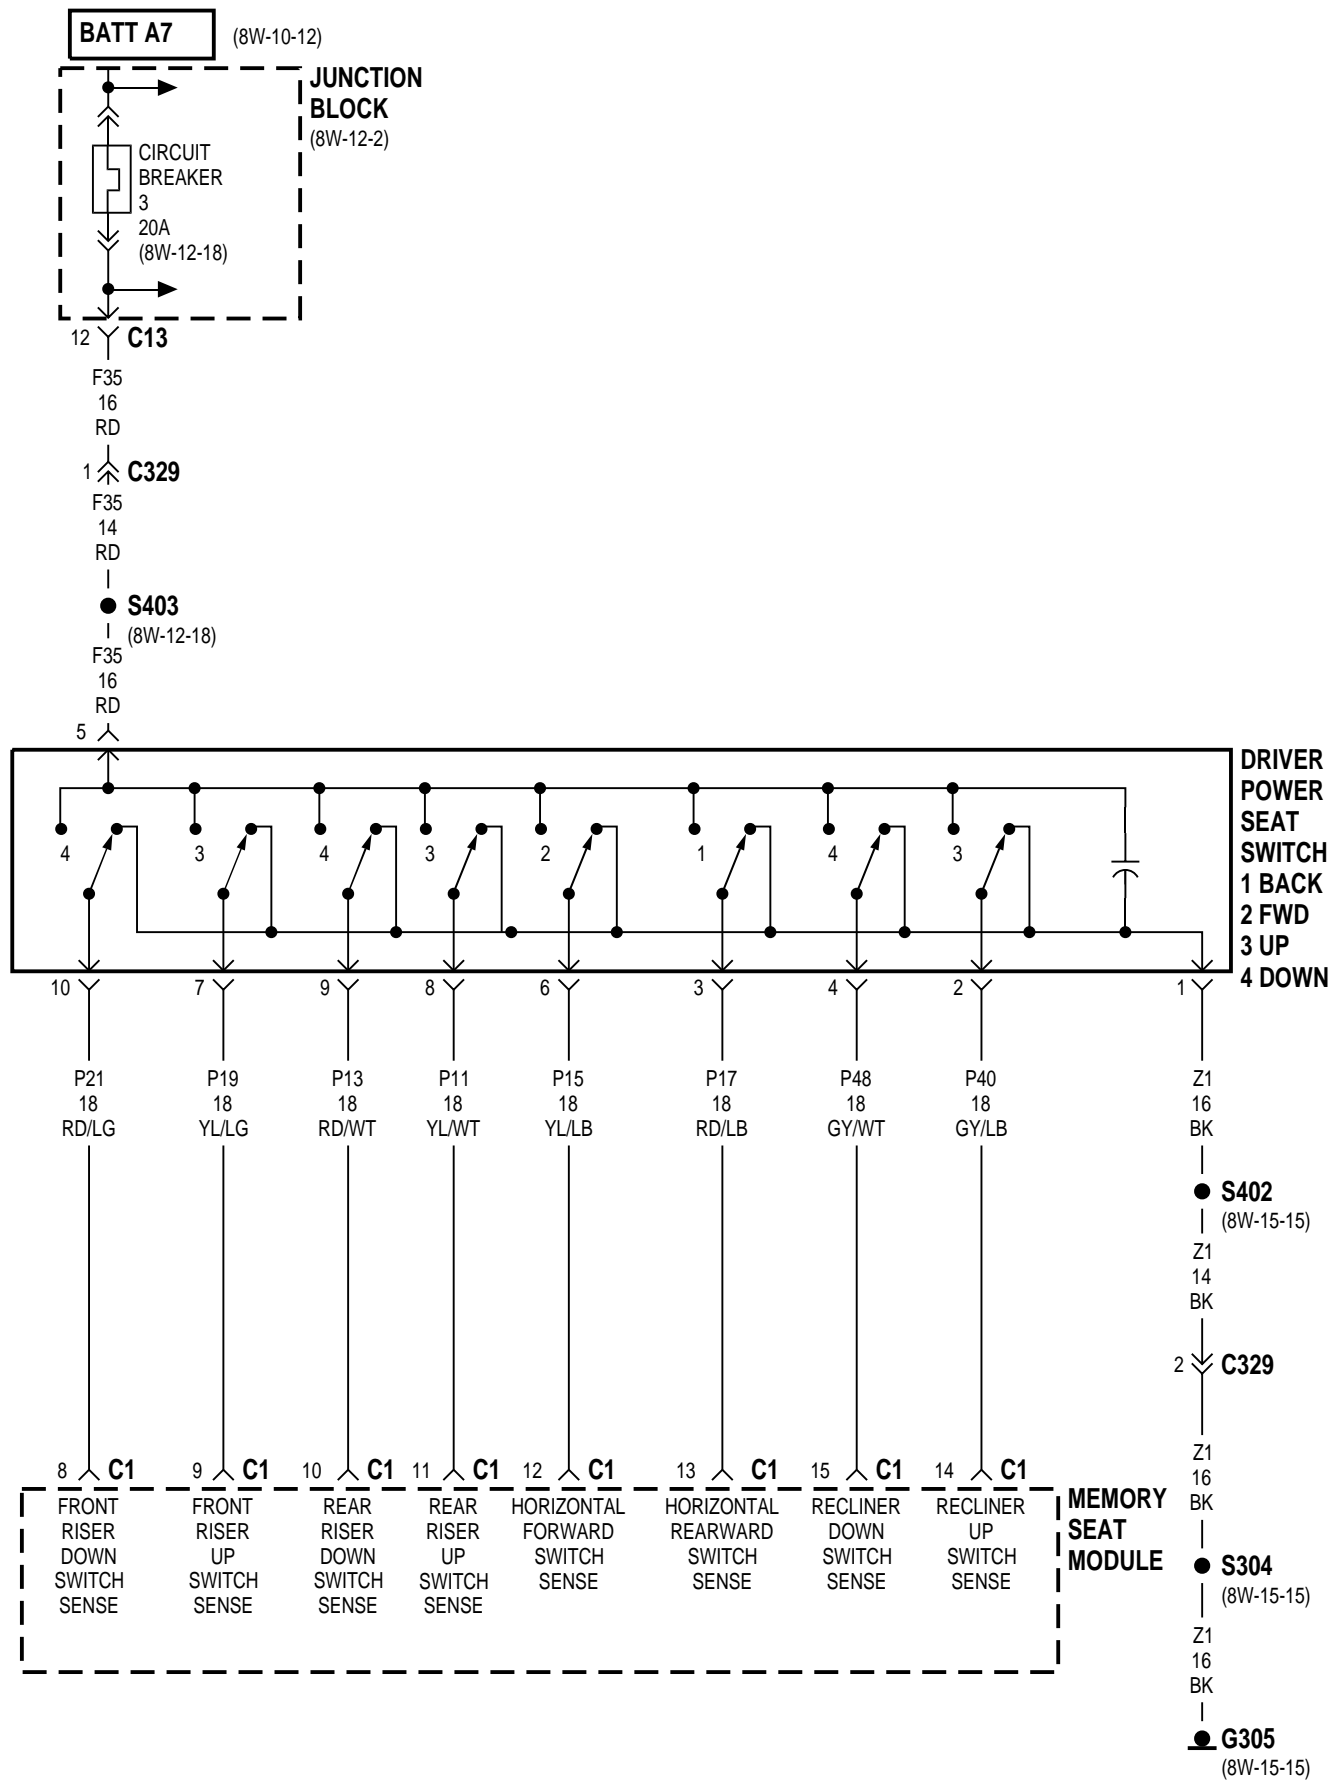 BATT A7
(8W-10-12)
JUNCTION
BLOCK
(8W-12-2)
CIRCUIT
BREAKER
3
20A
(8W-12-18)
12
C13
F35
16
RD
1
C329
F35
14
RD
S403
(8W-12-18)
F35
16
RD
5
DRIVER
POWER
SEAT
SWITCH
1 BACK
2 FWD
3 UP
4 DOWN
4 3 4 3 2 1 4 3
10 7 9 8 6 3 4 2 1
P21 P19 P13 P11 P15 P17 P48 P40 Z1
18 18 18 18 18 18 18 18 16
RD/LG YL/LG RD/WT YL/WT YL/LB RD/LB GY/WT GY/LB BK
S402
(8W-15-15)
Z1
14
BK
2
C329
8 C1 9 C1 10 C1 11 C1 12 C1 13 C1 15 C1 14 C1
FRONT
RISER
DOWN
SWITCH
SENSE
FRONT
RISER
UP
SWITCH
SENSE
REAR
RISER
DOWN
SWITCH
SENSE
REAR
RISER
UP
SWITCH
SENSE
HORIZONTAL
FORWARD
SWITCH
SENSE
HORIZONTAL
REARWARD
SWITCH
SENSE
RECLINER
DOWN
SWITCH
SENSE
RECLINER
UP
SWITCH
SENSE
MEMORY
SEAT
MODULE
Z1
16
BK
S304
(8W-15-15)
Z1
16
BK
G305
(8W-15-15)